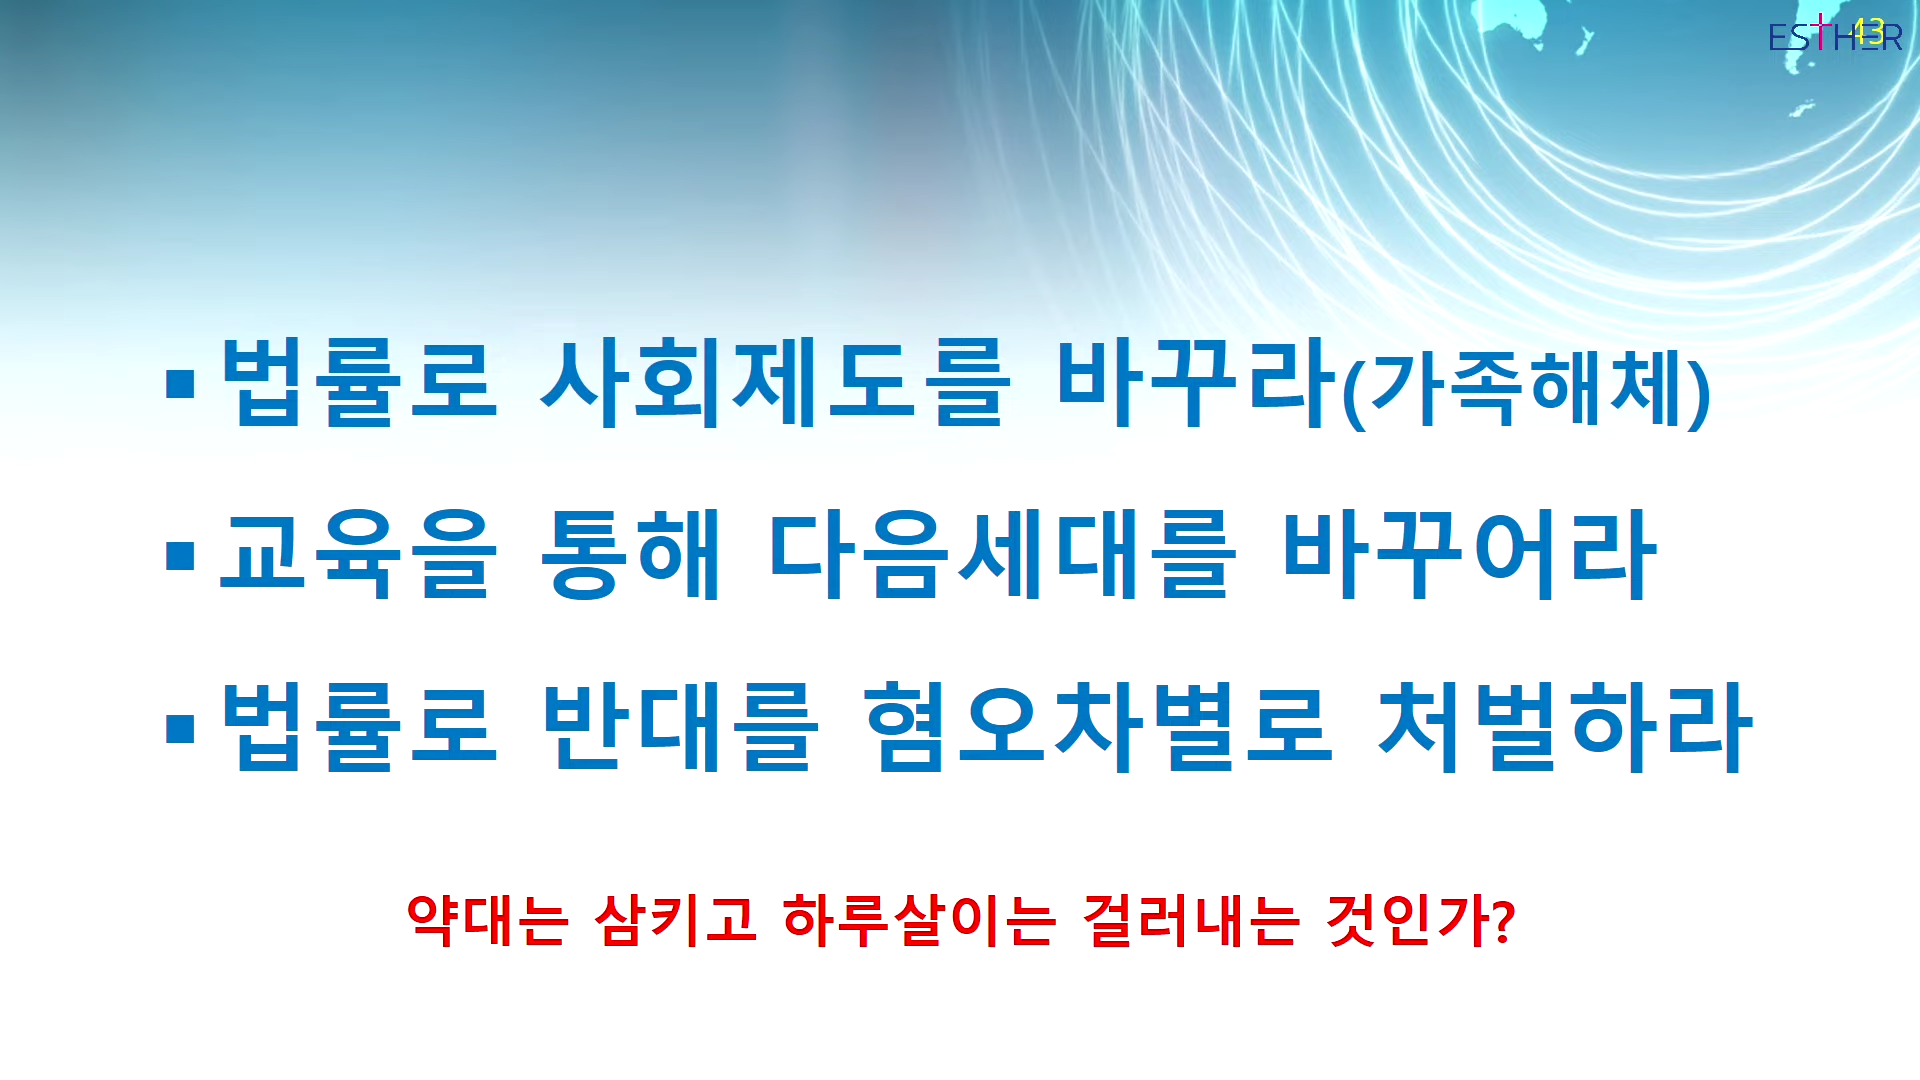 ESTHER
43
▪ 법률로 사회제도를 바꾸라(가족해체)
▪ 교육을 통해 다음세대를 바꾸어라
▪ 법률로 반대를 혐오차별로 처벌하라
약대는 삼키고 하루살이는 걸러내는 것인가?